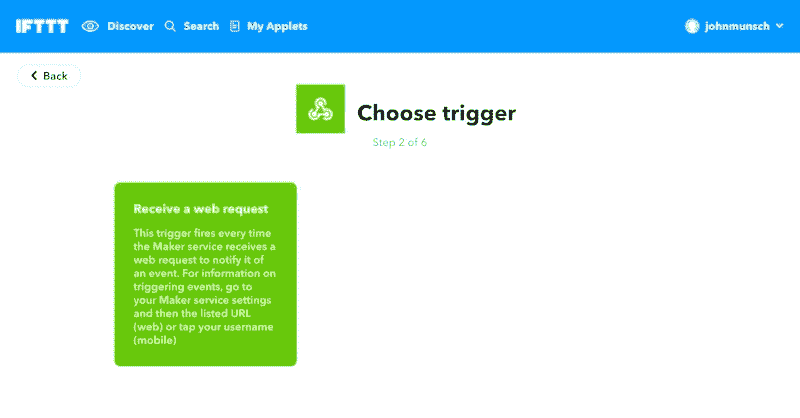 IFTTT Discover Search My Applets johnmunsch
Back
Choose trigger
Step 2 of 6
Receive a web request
This trigger fires every time
the Maker service receives a
web request to notify it of
an event. For information on
triggering events, go to
your Maker service settings
and then the listed URL
(web) or tap your username
(mobile)